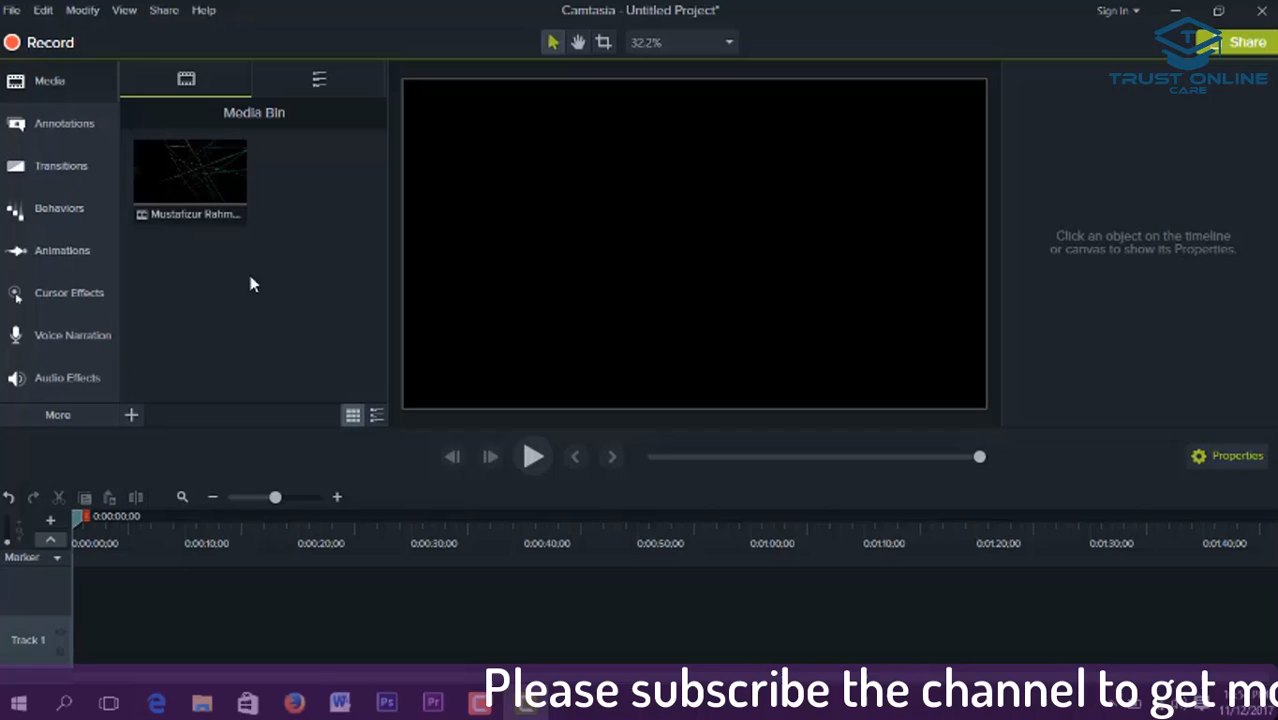 File Edit Modify View Share Help
Camtasia - Untitled Project*
Sign In
Record
32.2%
Share
TRUST ONLINE
CARE
Media
Annotations
Transitions
Behaviors
Animations
Cursor Effects
Voice Narration
Audio Effects
More
Media Bin
Mustafizur Rahm...
Click an object on the timeline
or canvas to show its Properties.
Properties
0:00:00;00
0:00:00;00 0:00:10;00 0:00:20;00 0:00:30;00 0:00:40;00 0:00:50;00 0:01:00;00 0:01:10;00 0:01:20;00 0:01:30;00 0:01:40;00
Marker
Track 1
Please subscribe the channel to get mo
11/12/2017